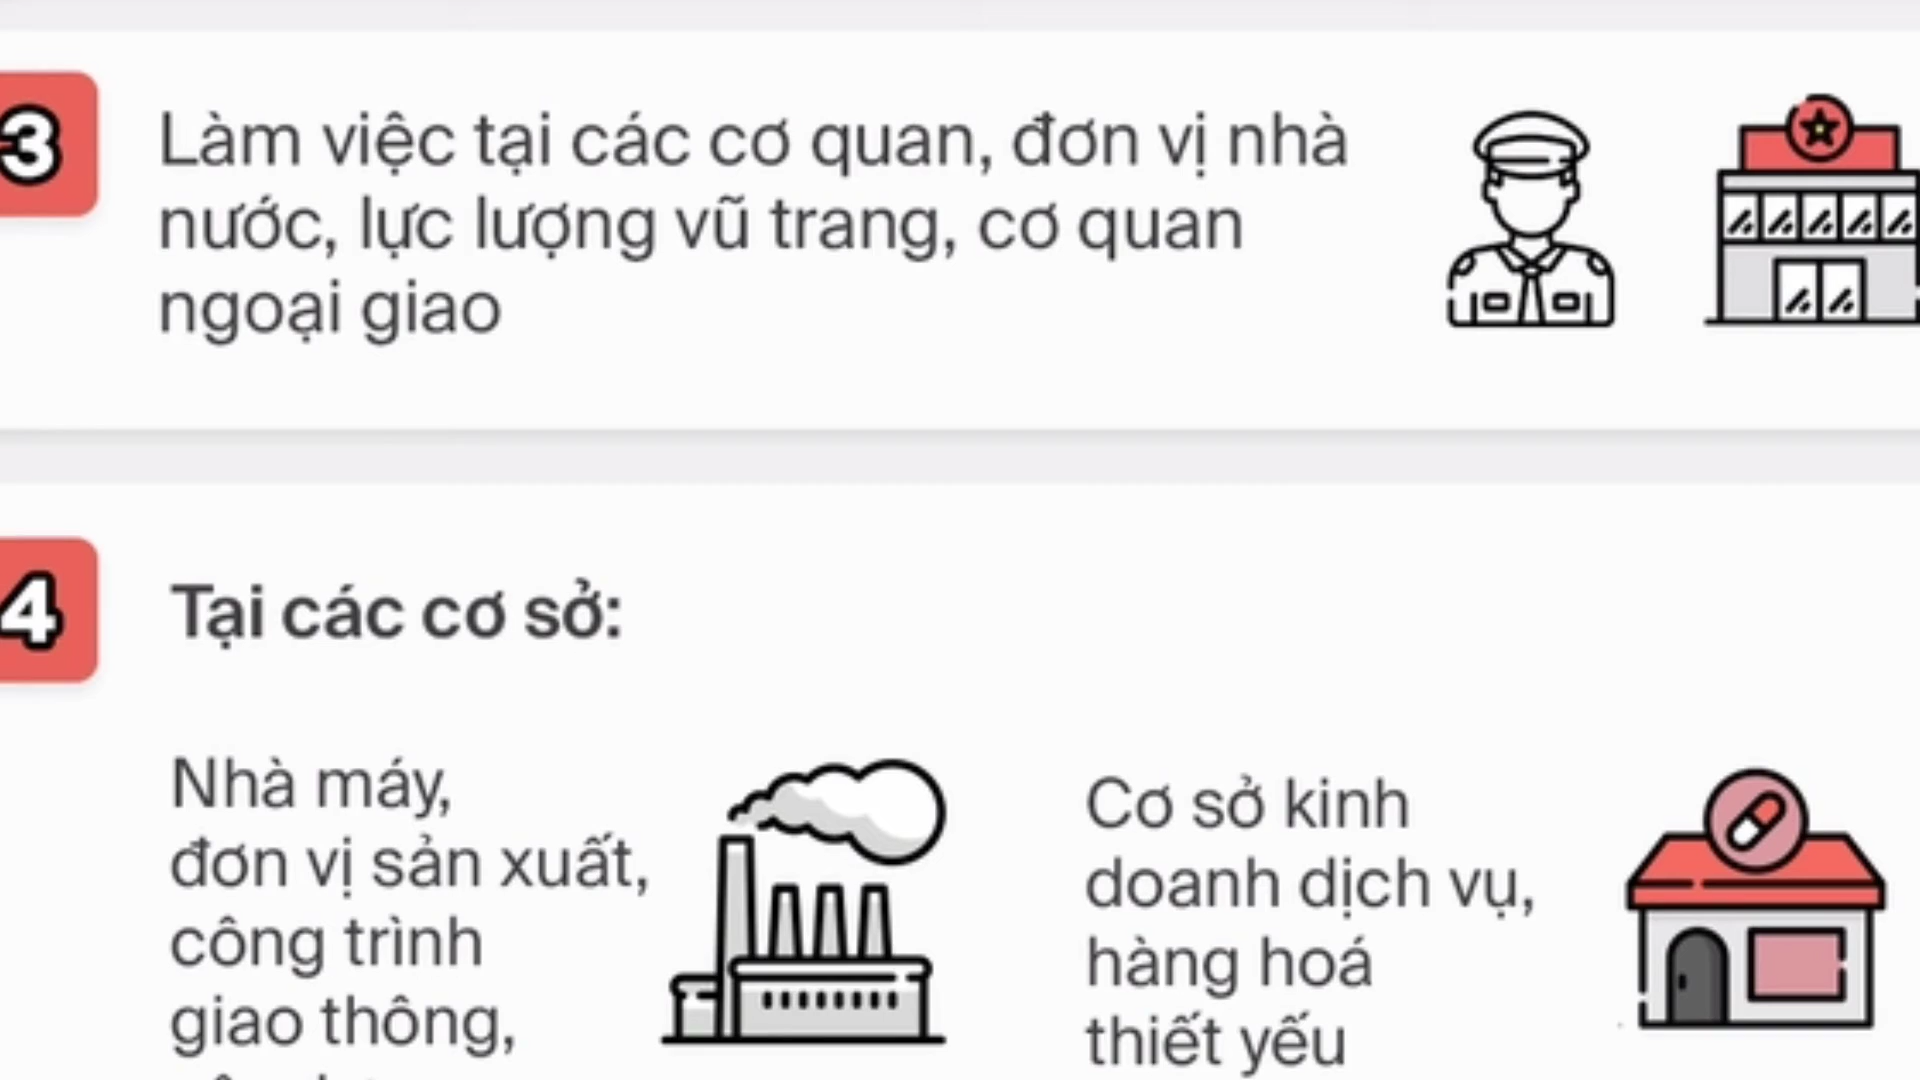 3
Làm việc tại các cơ quan, đơn vị nhà
nước, lực lượng vũ trang, cơ quan
ngoại giao
4
Tại các cơ sở:
Nhà máy,
đơn vị sản xuất,
công trình
giao thông,
Cơ sở kinh
doanh dịch vụ,
hàng hoá
thiết yếu